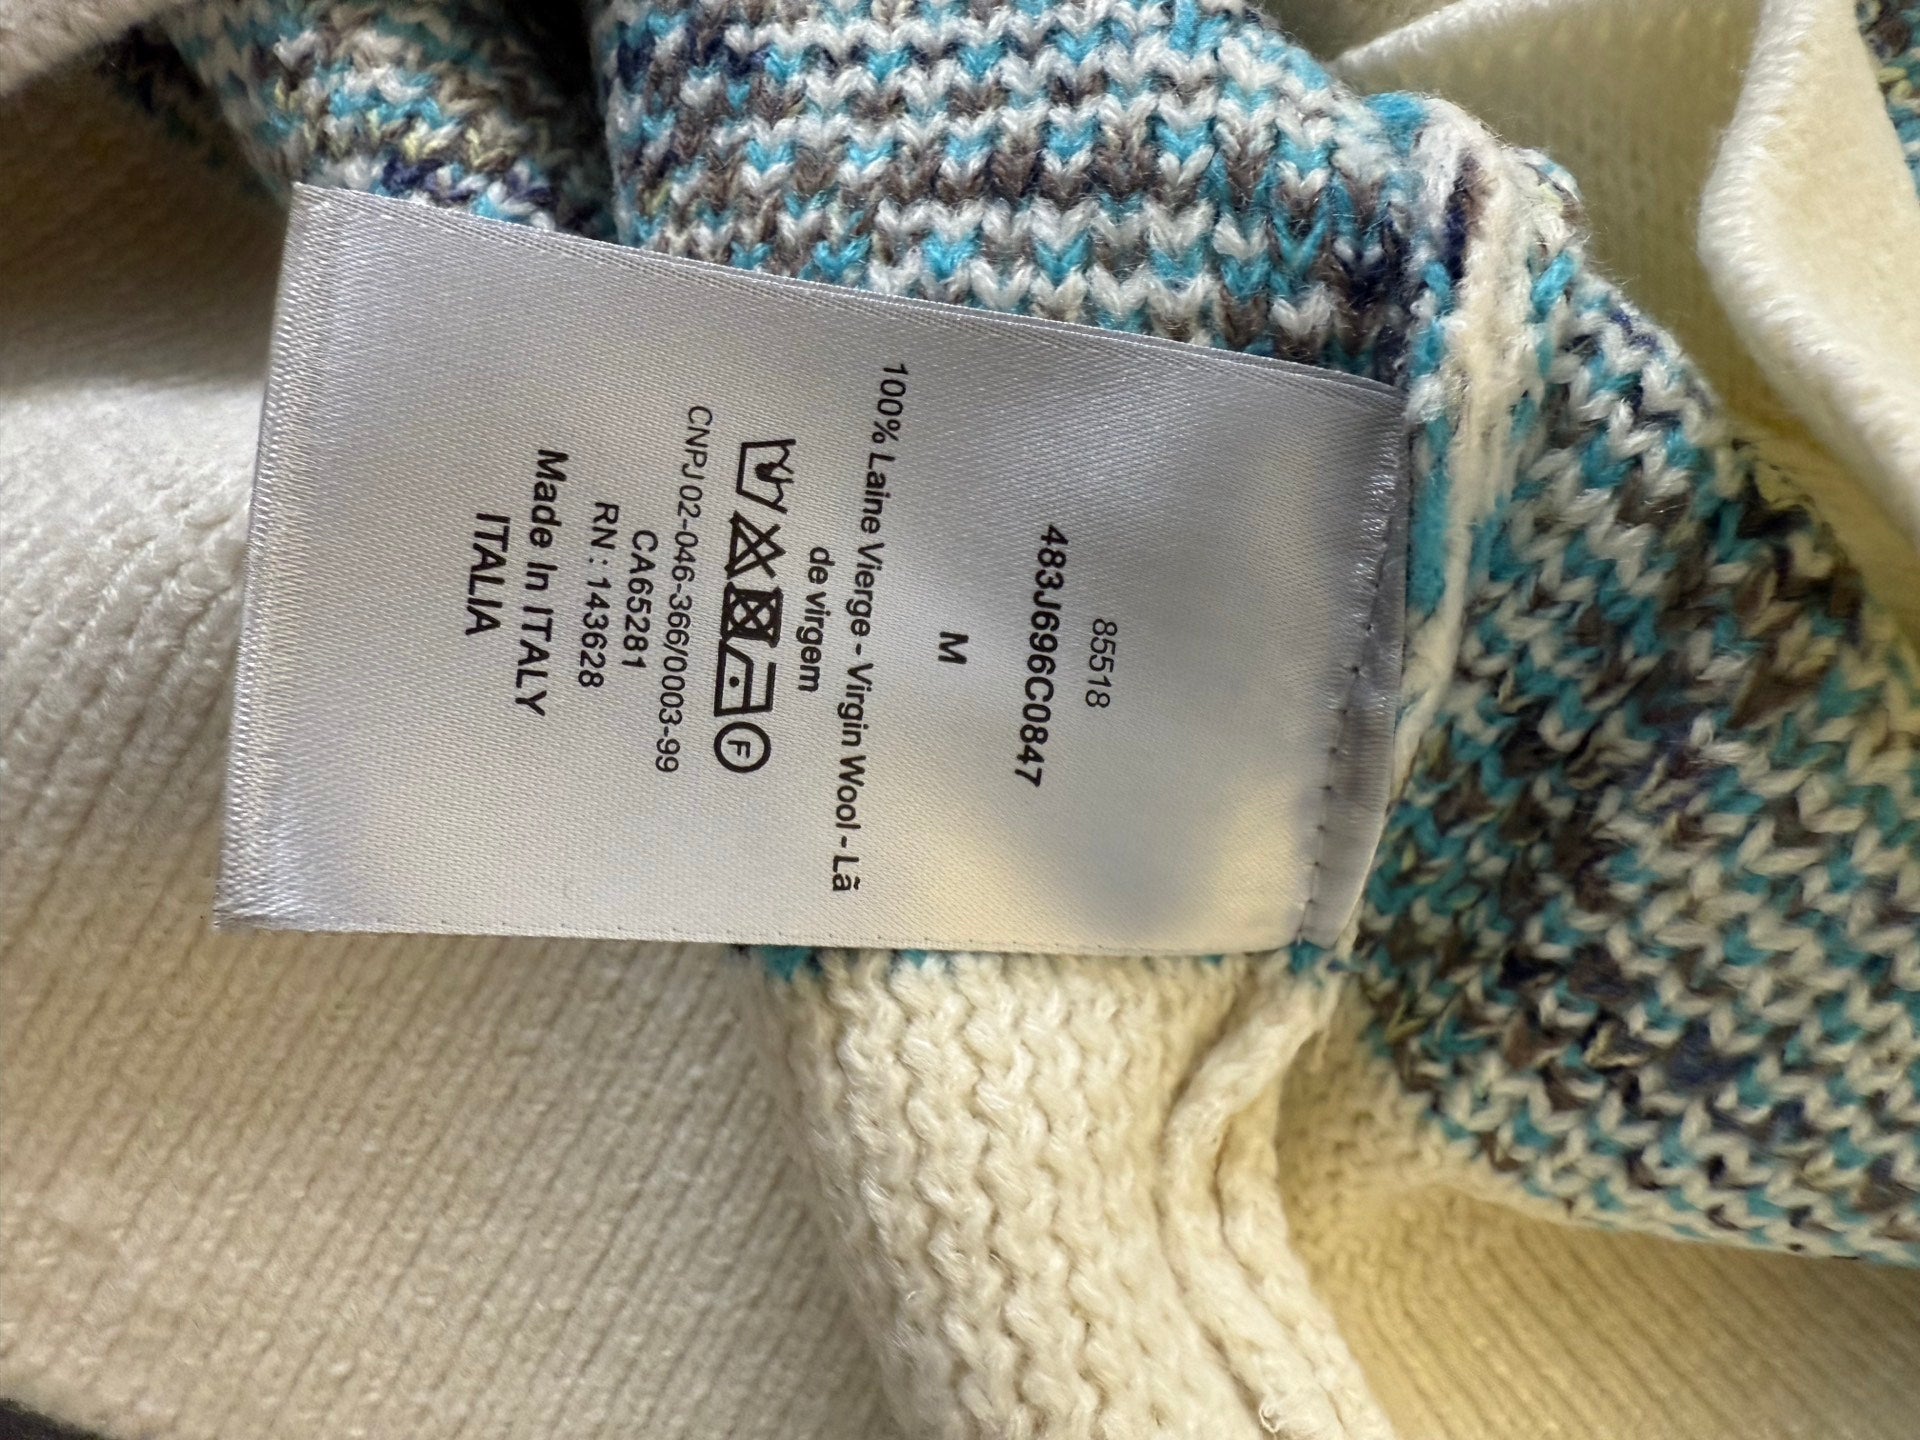 85518
483J696C0847
M
100% Laine Vierge - Virgin Wool - Lã
de virgem
F
CNPJ 02-046-366/0003-99
CA65281
RN : 143628
Made In ITALY
ITALIA